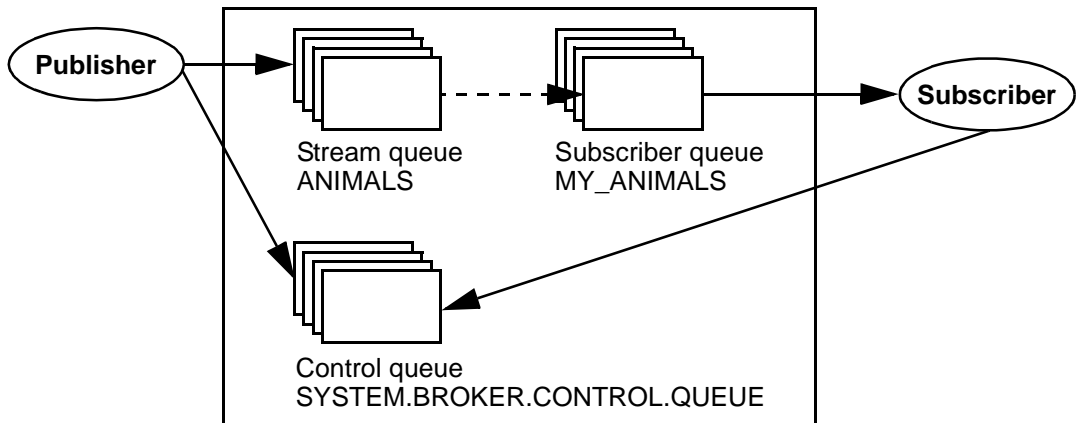 Publisher
Subscriber
Stream queue
ANIMALS
Subscriber queue
MY_ANIMALS
Control queue
SYSTEM.BROKER.CONTROL.QUEUE